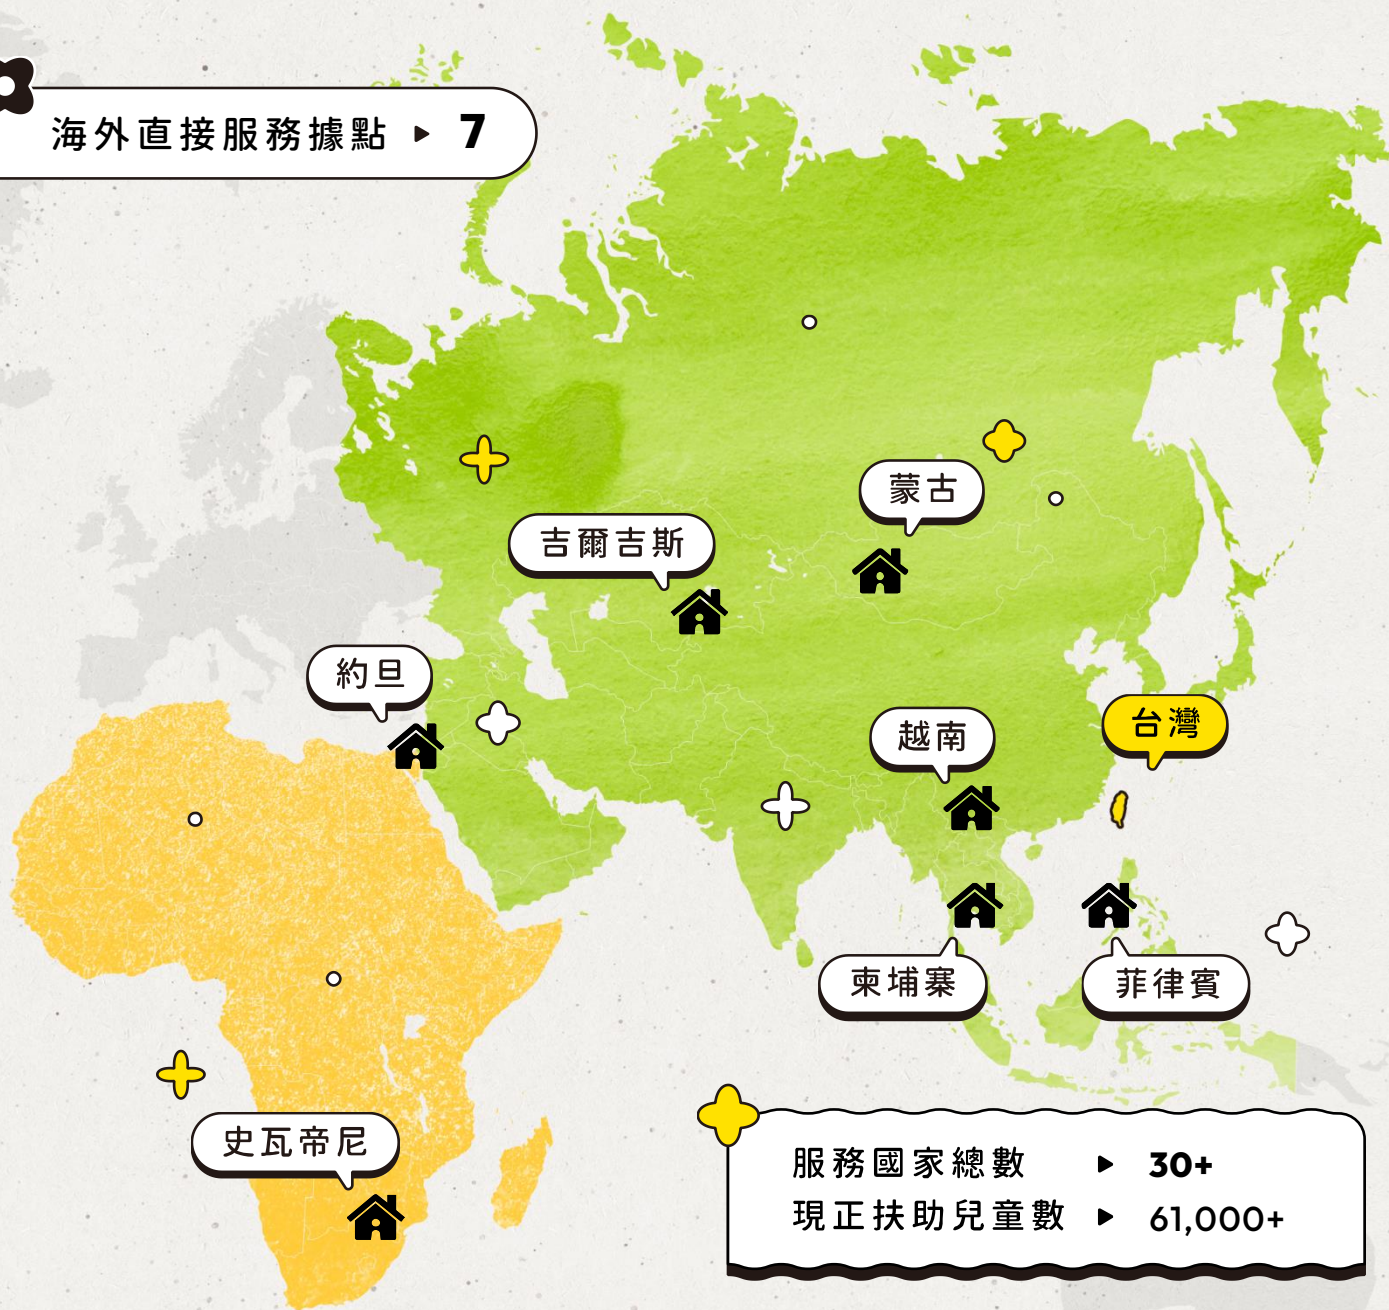 海外直接服務據點 ▶ 7
蒙古
吉爾吉斯
約旦
越南
台灣
柬埔寨
菲律賓
史瓦帝尼
服務國家總數 ▶ 30+
現正扶助兒童數 ▶ 61,000+